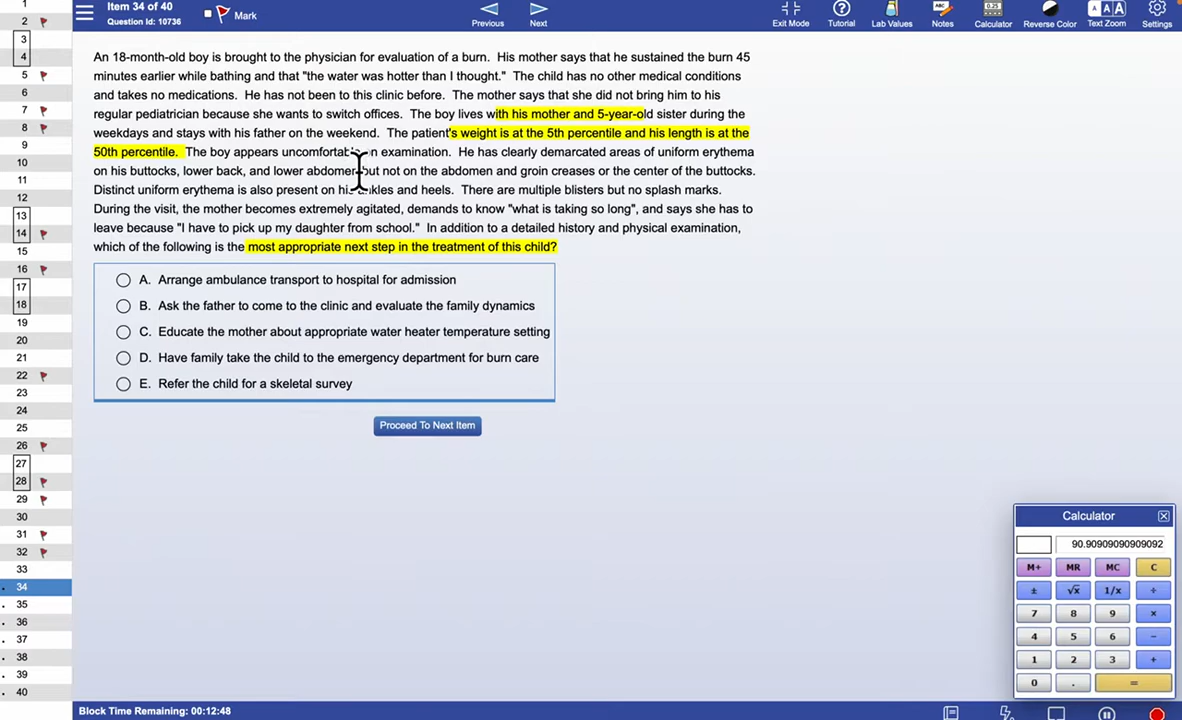 Item 34 of 40
Question Id: 10736
Mark
Previous
Next
Exit Mode
Tutorial
Lab Values
Notes
Calculator
Reverse Color
Text Zoom
Settings
1
2
3
4
5
6
7
8
9
10
11
12
13
14
15
16
17
18
19
20
21
22
23
24
25
26
27
28
29
30
31
32
33
34
35
36
37
38
39
40
An 18-month-old boy is brought to the physician for evaluation of a burn. His mother says that he sustained the burn 45
minutes earlier while bathing and that "the water was hotter than I thought." The child has no other medical conditions
and takes no medications. He has not been to this clinic before. The mother says that she did not bring him to his
regular pediatrician because she wants to switch offices. The boy lives with his mother and 5-year-old sister during the
weekdays and stays with his father on the weekend. The patient's weight is at the 5th percentile and his length is at the
50th percentile. The boy appears uncomfortable on examination. He has clearly demarcated areas of uniform erythema
on his buttocks, lower back, and lower abdomen but not on the abdomen and groin creases or the center of the buttocks.
Distinct uniform erythema is also present on his ankles and heels. There are multiple blisters but no splash marks.
During the visit, the mother becomes extremely agitated, demands to know "what is taking so long", and says she has to
leave because "I have to pick up my daughter from school." In addition to a detailed history and physical examination,
which of the following is the most appropriate next step in the treatment of this child?
A. Arrange ambulance transport to hospital for admission
B. Ask the father to come to the clinic and evaluate the family dynamics
C. Educate the mother about appropriate water heater temperature setting
D. Have family take the child to the emergency department for burn care
E. Refer the child for a skeletal survey
Proceed To Next Item
Calculator
90.90909090909092
M+ MR MC C
± √x 1/x ÷
7 8 9 ×
4 5 6 −
1 2 3 +
0 . =
Block Time Remaining: 00:12:48